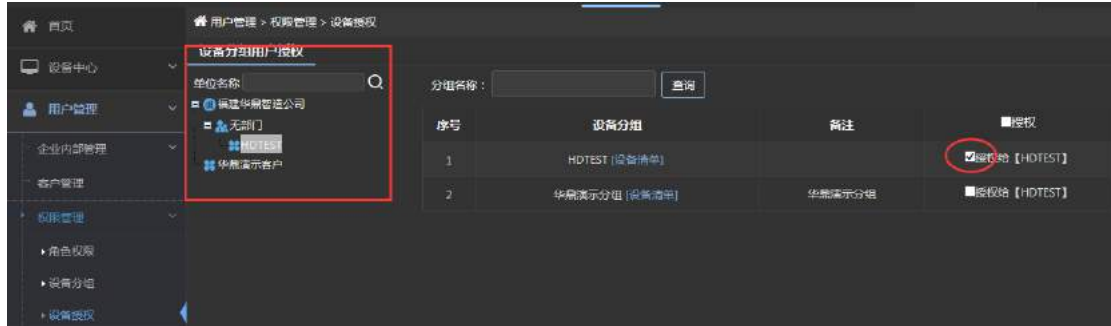 首页
设备中心
用户管理
企业内部管理
客户管理
权限管理
角色权限
设备分组
设备授权
用户管理 > 权限管理 > 设备授权
设备分组用户授权
单位名称
福建华鼎智造公司
无部门
HDTEST
华鼎演示客户
分组名称：
查询
序号 设备分组 备注 授权
1 HDTEST [设备清单] 授权给【HDTEST】
2 华鼎演示分组 [设备清单] 华鼎演示分组 授权给【HDTEST】